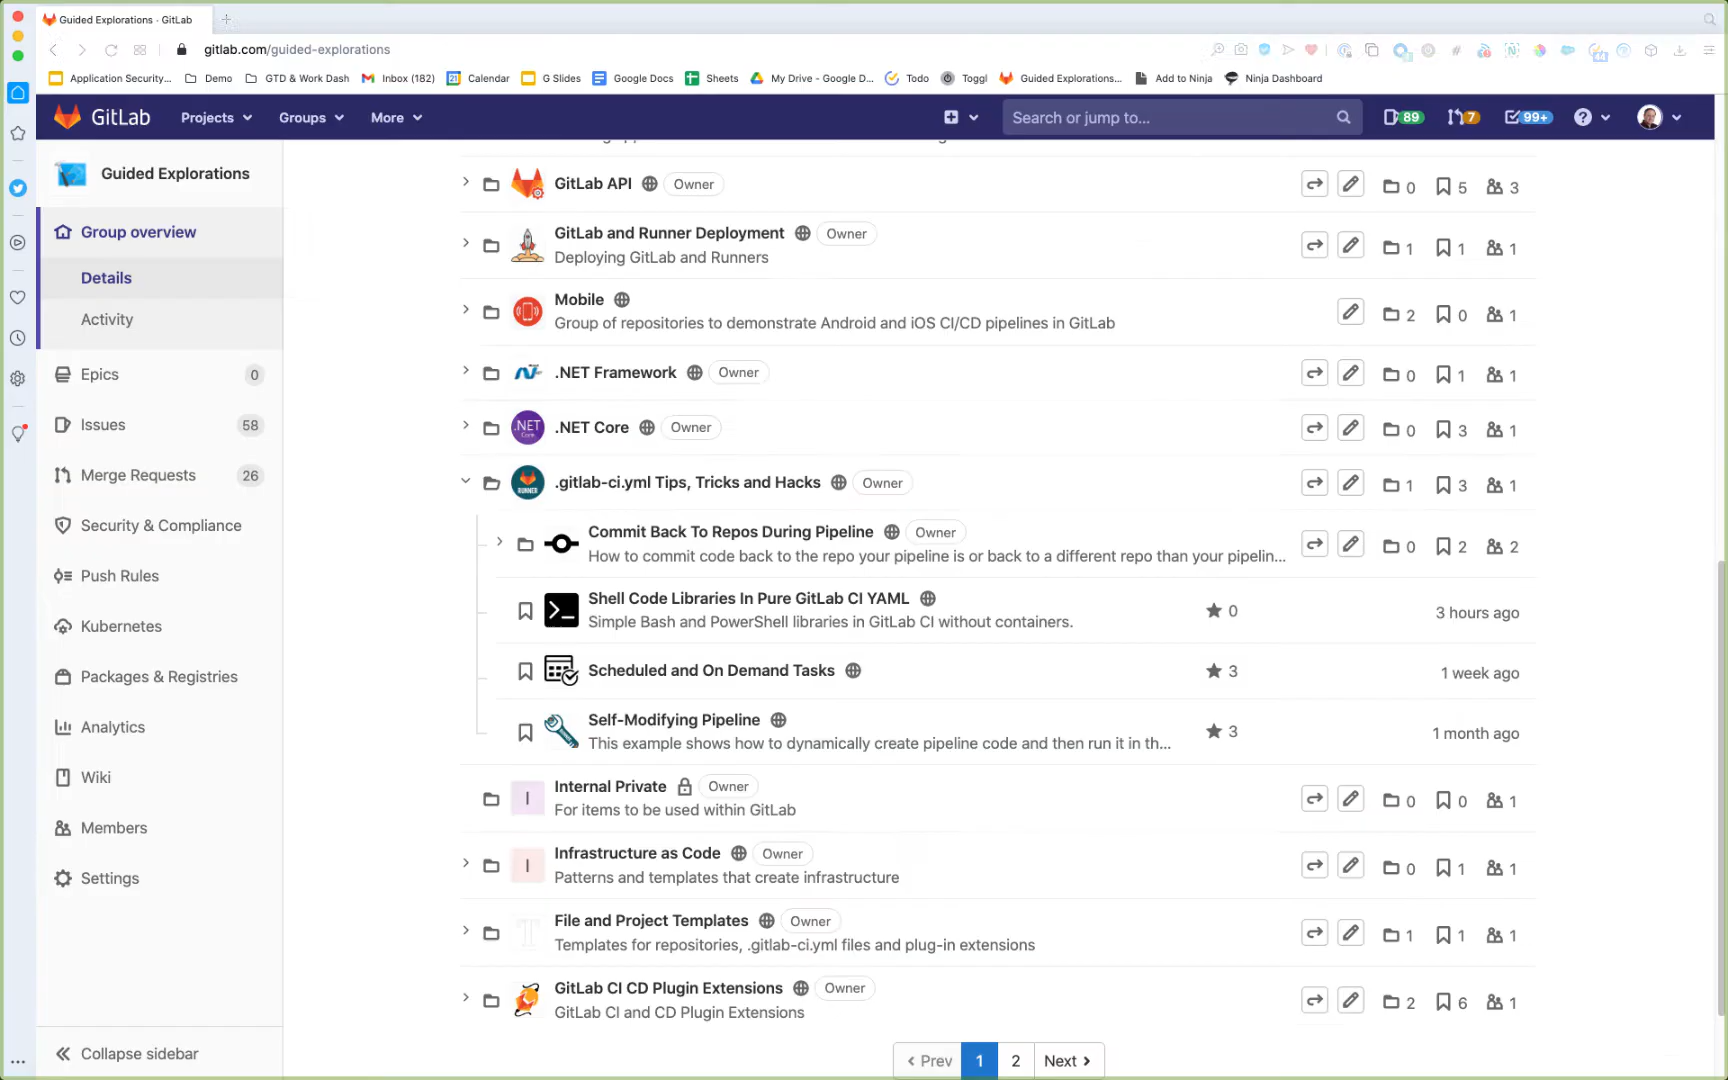 Guided Explorations · GitLab
gitlab.com/guided-explorations
Application Security... Demo GTD & Work Dash Inbox (182) Calendar G Slides Google Docs Sheets My Drive - Google D... Todo Toggl Guided Explorations... Add to Ninja Ninja Dashboard
GitLab Projects Groups More Search or jump to... 89 7 99+
Guided Explorations
Group overview
Details
Activity
Epics 0
Issues 58
Merge Requests 26
Security & Compliance
Push Rules
Kubernetes
Packages & Registries
Analytics
Wiki
Members
Settings
Collapse sidebar
GitLab API Owner 0 5 3
GitLab and Runner Deployment Owner 1 1 1
Deploying GitLab and Runners
Mobile 2 0 1
Group of repositories to demonstrate Android and iOS CI/CD pipelines in GitLab
.NET Framework Owner 0 1 1
.NET Core Owner 0 3 1
.gitlab-ci.yml Tips, Tricks and Hacks Owner 1 3 1
Commit Back To Repos During Pipeline Owner 0 2 2
How to commit code back to the repo your pipeline is or back to a different repo than your pipelin...
Shell Code Libraries In Pure GitLab CI YAML 0 3 hours ago
Simple Bash and PowerShell libraries in GitLab CI without containers.
Scheduled and On Demand Tasks 3 1 week ago
Self-Modifying Pipeline 3 1 month ago
This example shows how to dynamically create pipeline code and then run it in th...
I Internal Private Owner 0 0 1
For items to be used within GitLab
I Infrastructure as Code Owner 0 1 1
Patterns and templates that create infrastructure
T File and Project Templates Owner 1 1 1
Templates for repositories, .gitlab-ci.yml files and plug-in extensions
GitLab CI CD Plugin Extensions Owner 2 6 1
GitLab CI and CD Plugin Extensions
Prev 1 2 Next